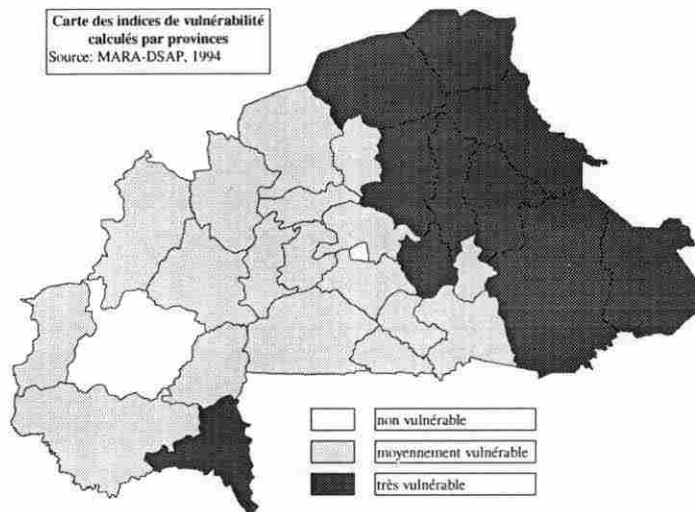 Carte des indices de vulnérabilité
calculés par provinces
Source: MARA-DSAP, 1994
non vulnérable
moyennement vulnérable
très vulnérable